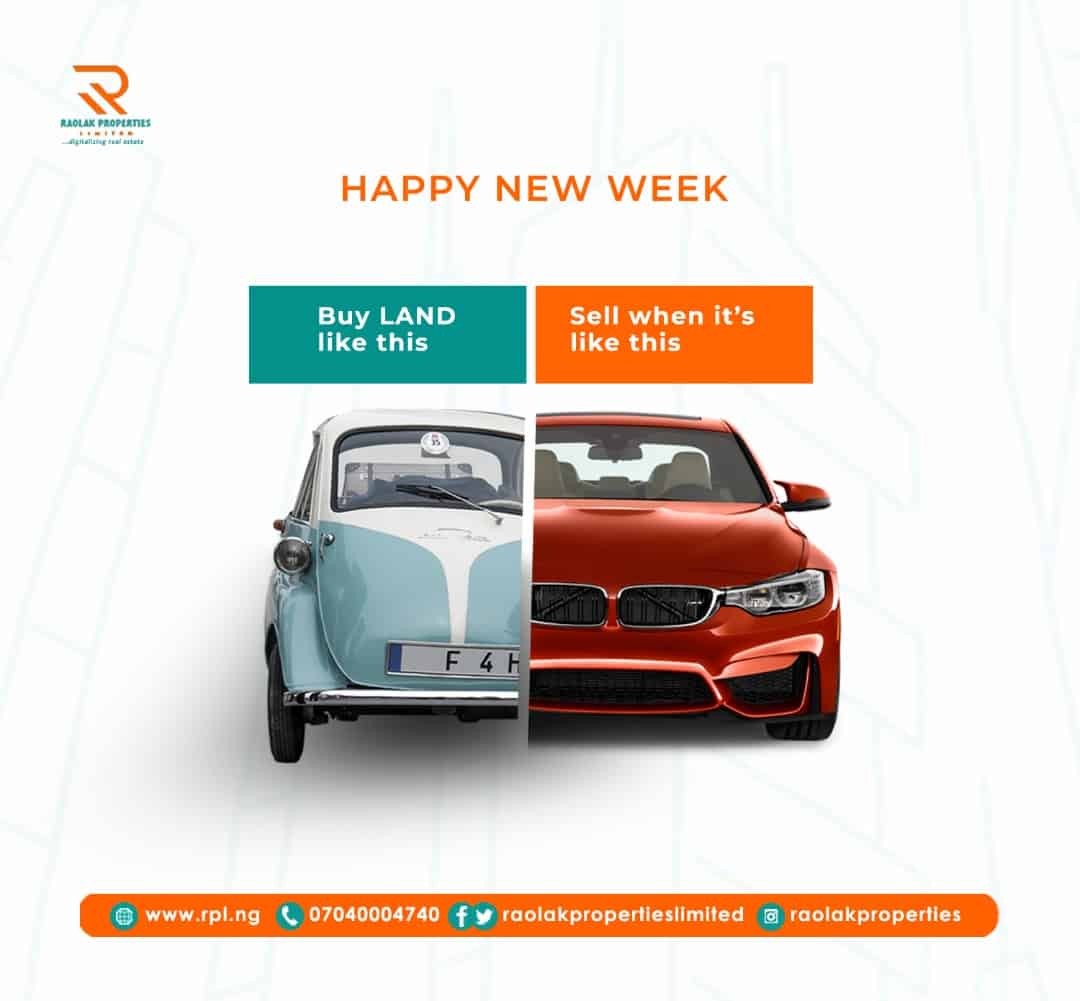 RAOLAK PROPERTIES
LIMITED
...digitalizing real estate
HAPPY NEW WEEK
Buy LAND
like this
Sell when it's
like this
35
F 4 H
www.rpl.ng 07040004740 raolakpropertieslimited raolakproperties